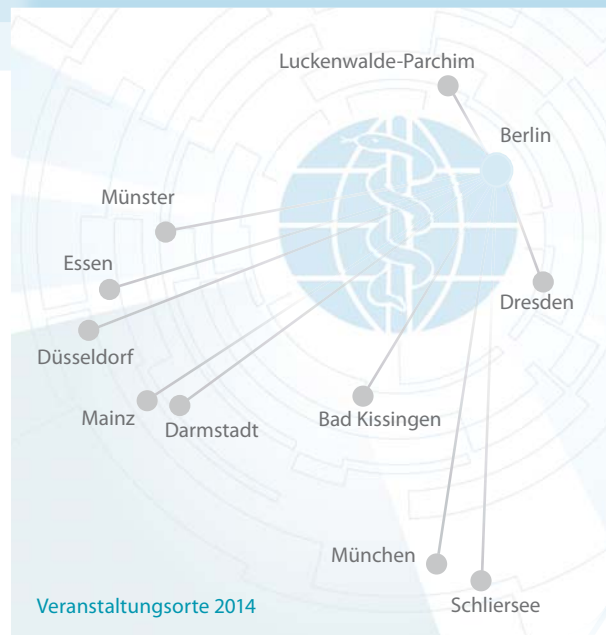 Luckenwalde-Parchim
Berlin
Münster
Essen
Dresden
Düsseldorf
Mainz
Darmstadt
Bad Kissingen
München
Schliersee
Veranstaltungsorte 2014